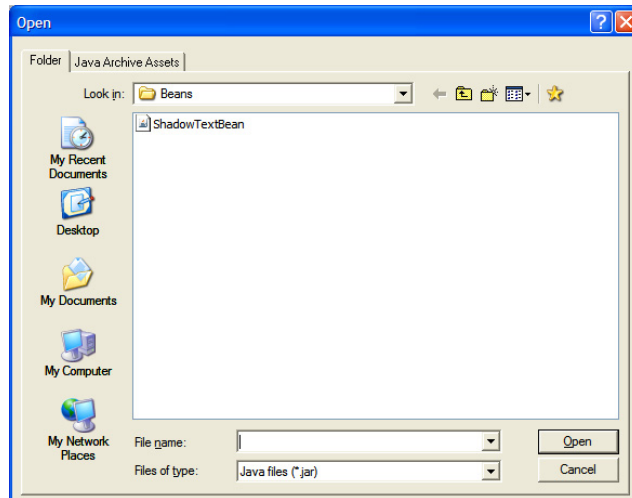 Open
Folder Java Archive Assets
Look in: Beans
ShadowTextBean
My Recent
Documents
Desktop
My Documents
My Computer
My Network
Places
File name: Open
Files of type: Java files (*.jar) Cancel